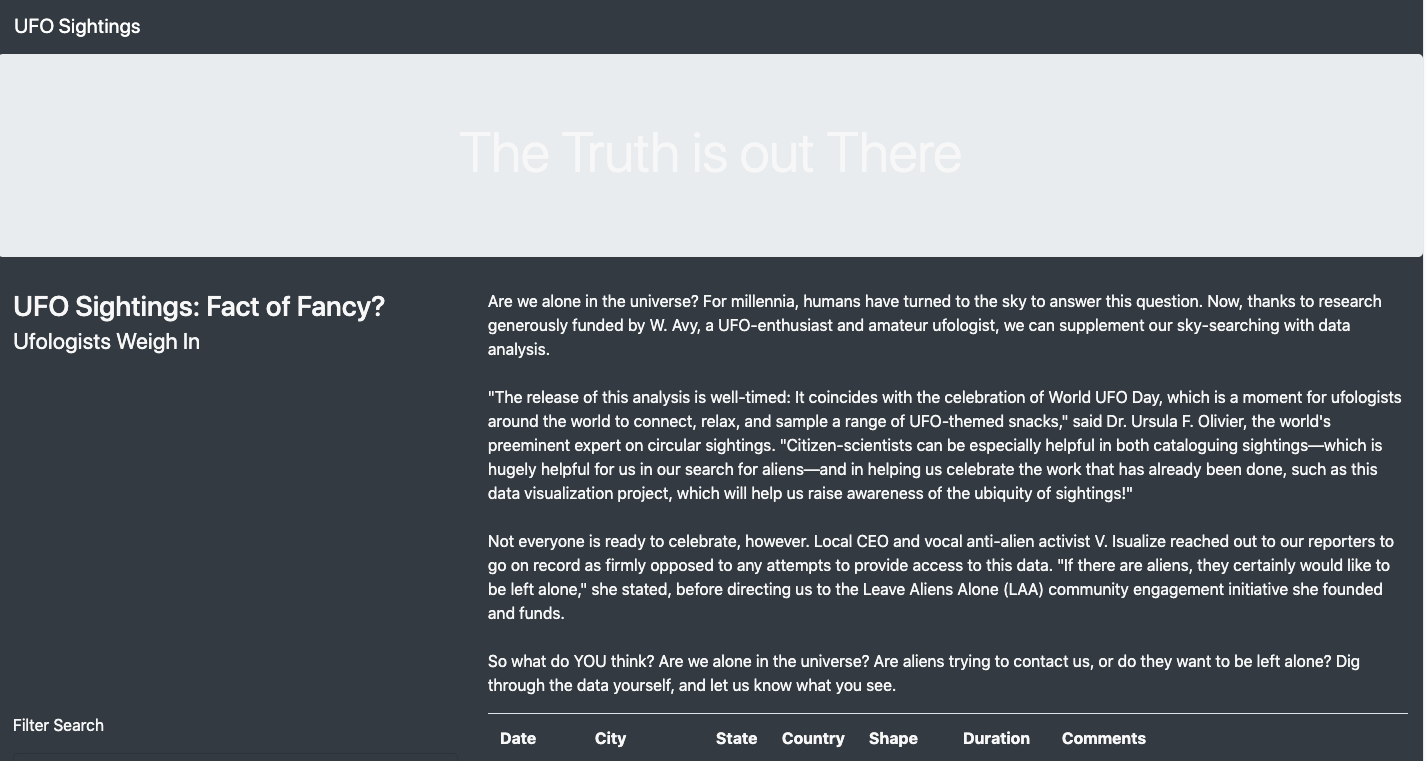 UFO Sightings
The Truth is out There
UFO Sightings: Fact of Fancy?
Ufologists Weigh In
Are we alone in the universe? For millennia, humans have turned to the sky to answer this question. Now, thanks to research
generously funded by W. Avy, a UFO-enthusiast and amateur ufologist, we can supplement our sky-searching with data
analysis.
"The release of this analysis is well-timed: It coincides with the celebration of World UFO Day, which is a moment for ufologists
around the world to connect, relax, and sample a range of UFO-themed snacks," said Dr. Ursula F. Olivier, the world's
preeminent expert on circular sightings. "Citizen-scientists can be especially helpful in both cataloguing sightings—which is
hugely helpful for us in our search for aliens—and in helping us celebrate the work that has already been done, such as this
data visualization project, which will help us raise awareness of the ubiquity of sightings!"
Not everyone is ready to celebrate, however. Local CEO and vocal anti-alien activist V. Isualize reached out to our reporters to
go on record as firmly opposed to any attempts to provide access to this data. "If there are aliens, they certainly would like to
be left alone," she stated, before directing us to the Leave Aliens Alone (LAA) community engagement initiative she founded
and funds.
So what do YOU think? Are we alone in the universe? Are aliens trying to contact us, or do they want to be left alone? Dig
through the data yourself, and let us know what you see.
Filter Search
Date City State Country Shape Duration Comments